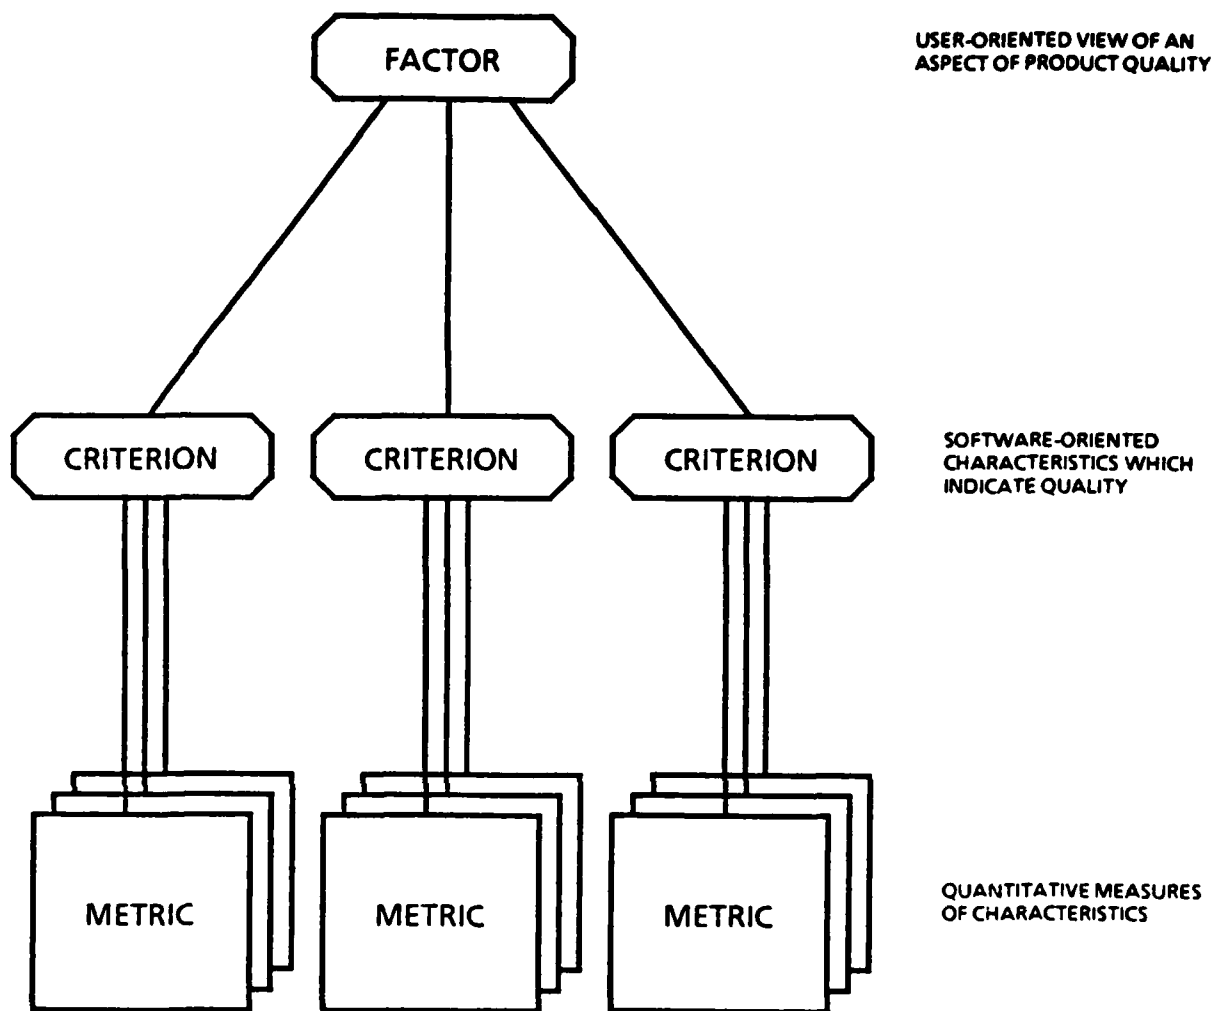 FACTOR
USER-ORIENTED VIEW OF AN
ASPECT OF PRODUCT QUALITY
CRITERION
CRITERION
CRITERION
SOFTWARE-ORIENTED
CHARACTERISTICS WHICH
INDICATE QUALITY
METRIC
METRIC
METRIC
QUANTITATIVE MEASURES
OF CHARACTERISTICS